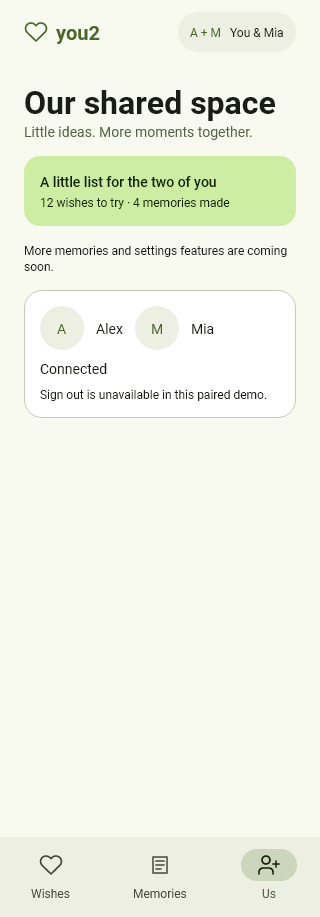 you2
A + M You & Mia
Our shared space
Little ideas. More moments together.
A little list for the two of you
12 wishes to try · 4 memories made
More memories and settings features are coming
soon.
A Alex M Mia
Connected
Sign out is unavailable in this paired demo.
Wishes Memories Us